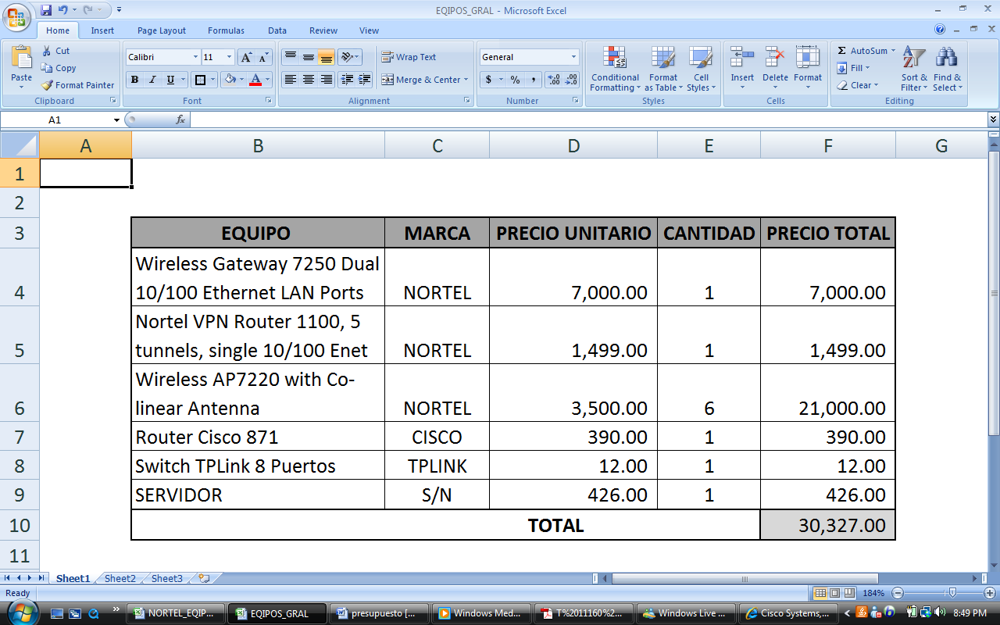 EQIPOS_GRAL - Microsoft Excel
Home Insert Page Layout Formulas Data Review View
Paste Cut Copy Format Painter Clipboard
Calibri 11 A A B I U A Font
Wrap Text Merge & Center Alignment
General $ % , .00 .00 Number
Conditional Formatting Format as Table Cell Styles Styles
Insert Delete Format Cells
Σ AutoSum Fill Clear Sort & Filter Find & Select Editing
A1 fx
A B C D E F G
1
2
3 EQUIPO MARCA PRECIO UNITARIO CANTIDAD PRECIO TOTAL
Wireless Gateway 7250 Dual
4 10/100 Ethernet LAN Ports NORTEL 7,000.00 1 7,000.00
Nortel VPN Router 1100, 5
5 tunnels, single 10/100 Enet NORTEL 1,499.00 1 1,499.00
Wireless AP7220 with Co-
6 linear Antenna NORTEL 3,500.00 6 21,000.00
7 Router Cisco 871 CISCO 390.00 1 390.00
8 Switch TPLink 8 Puertos TPLINK 12.00 1 12.00
9 SERVIDOR S/N 426.00 1 426.00
10 TOTAL 30,327.00
11
Sheet1 Sheet2 Sheet3
Ready 184%
NORTEL_EQIP... EQIPOS_GRAL presupuesto [... Windows Med... T%2011160%2... Windows Live ... Cisco Systems,... 8:49 PM